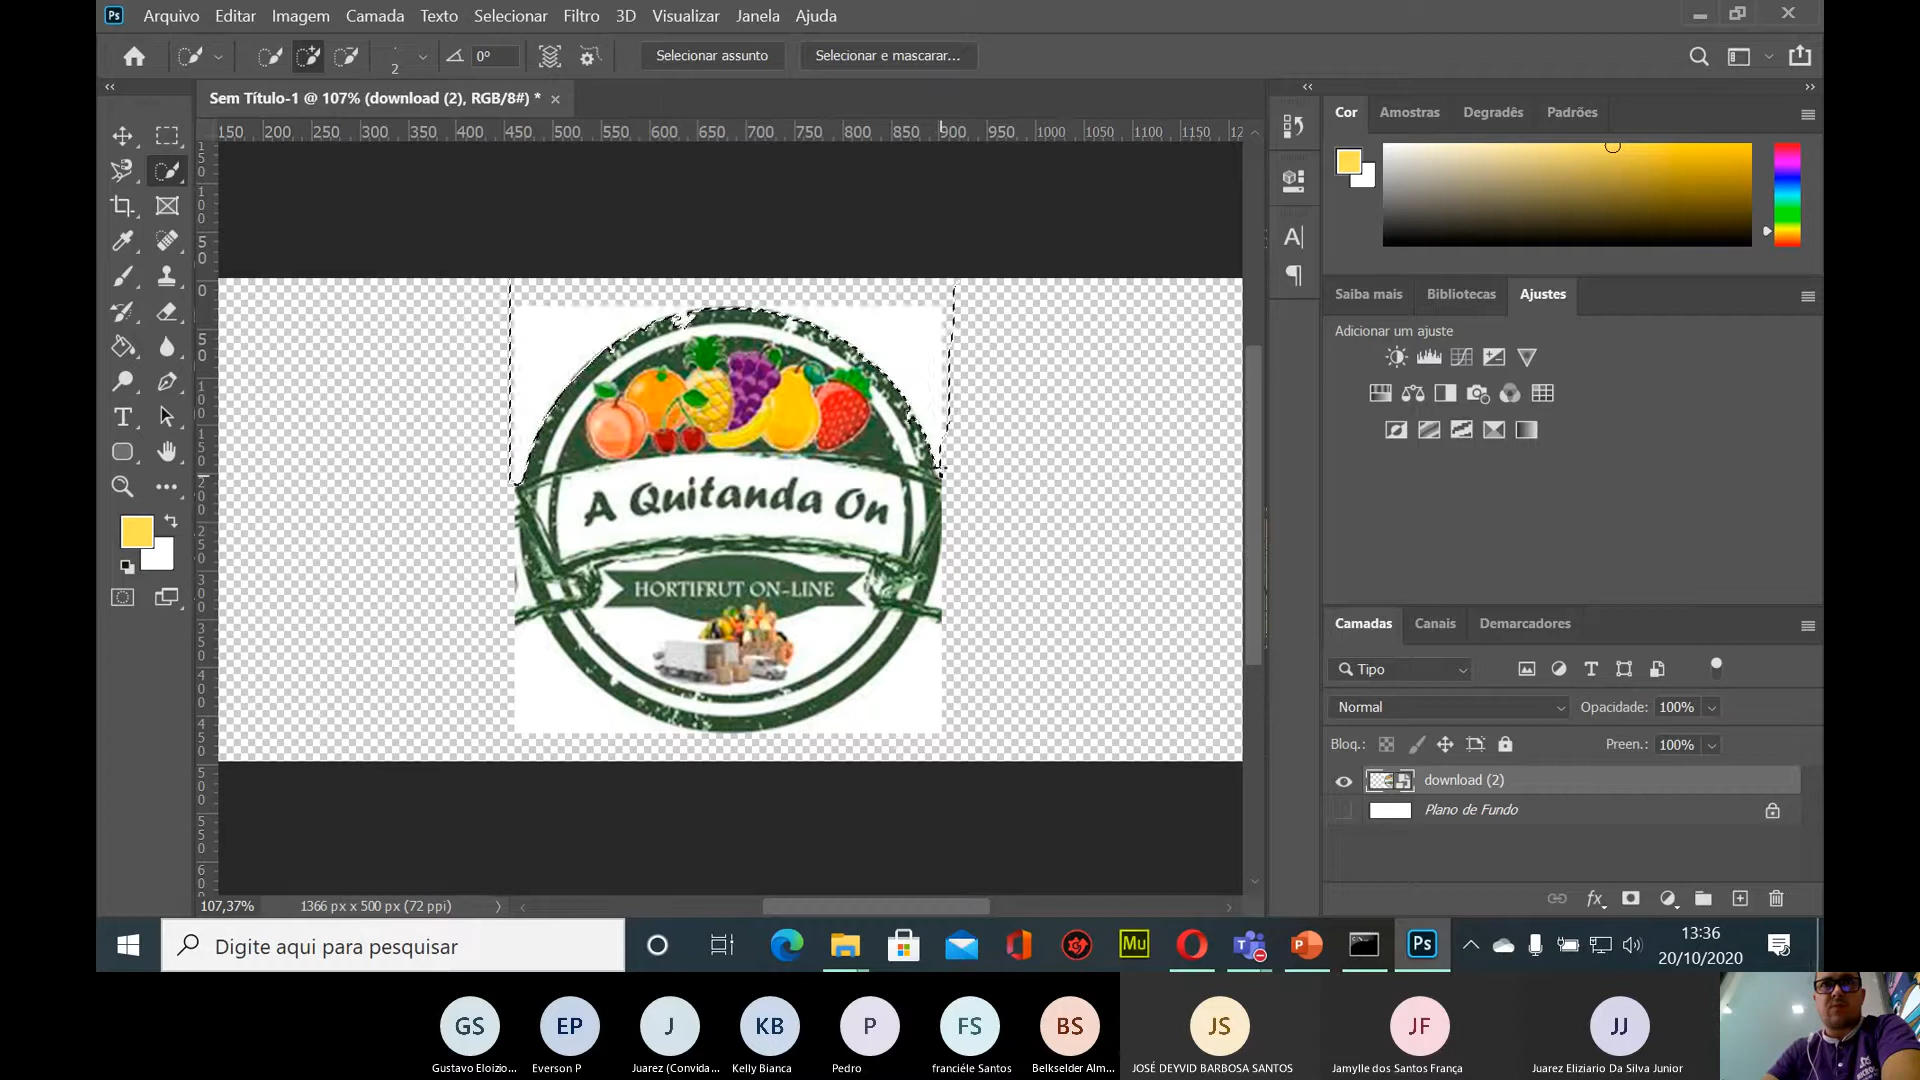 Ps Arquivo Editar Imagem Camada Texto Selecionar Filtro 3D Visualizar Janela Ajuda
2 0° Selecionar assunto Selecionar e mascarar...
Sem Título-1 @ 107% (download (2), RGB/8#) * ×
150 200 250 300 350 400 450 500 550 600 650 700 750 800 850 900 950 1000 1050 1100 1150
Cor Amostras Degradês Padrões
Saiba mais Bibliotecas Ajustes
Adicionar um ajuste
A Quitanda On
HORTIFRUT ON-LINE
Camadas Canais Demarcadores
Tipo
Normal Opacidade: 100%
Bloq.: Preen.: 100%
download (2)
Plano de Fundo
fx
107,37% 1366 px x 500 px (72 ppi)
Digite aqui para pesquisar
Mu
Ps
13:36
20/10/2020
GS EP J KB P FS BS JS JF JJ
Gustavo Eloizio... Everson P Juarez (Convida... Kelly Bianca Pedro franciéle Santos Belkselder Alm... JOSÉ DEYVID BARBOSA SANTOS Jamylle dos Santos França Juarez Eliziario Da Silva Junior